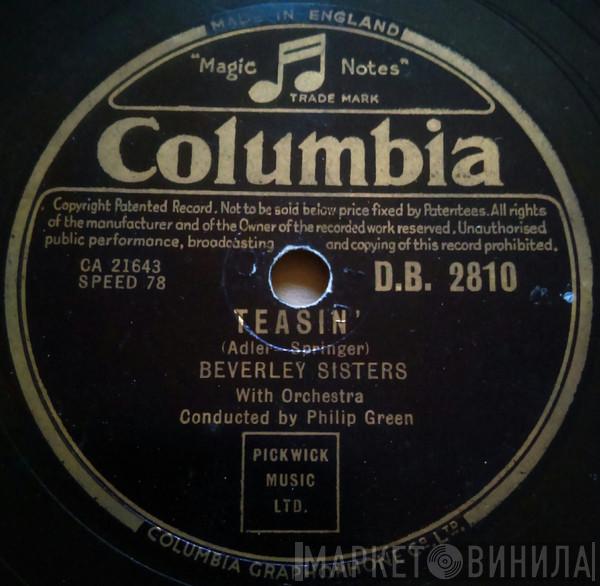 MADE IN ENGLAND
"Magic Notes"
TRADE MARK
Columbia
Copyright Patented Record. Not to be sold below price fixed by Patentees. All rights
of the manufacturer and of the Owner of the recorded work reserved. Unauthorised
public performance, broadcasting and copying of this record prohibited.
CA 21643
SPEED 78
D.B. 2810
TEASIN'
(Adler-Springer)
BEVERLEY SISTERS
With Orchestra
Conducted by Philip Green
PICKWICK
MUSIC
LTD.
COLUMBIA GRAPHOPHONE CO. LTD.
МАРКЕТ ВИНИЛА